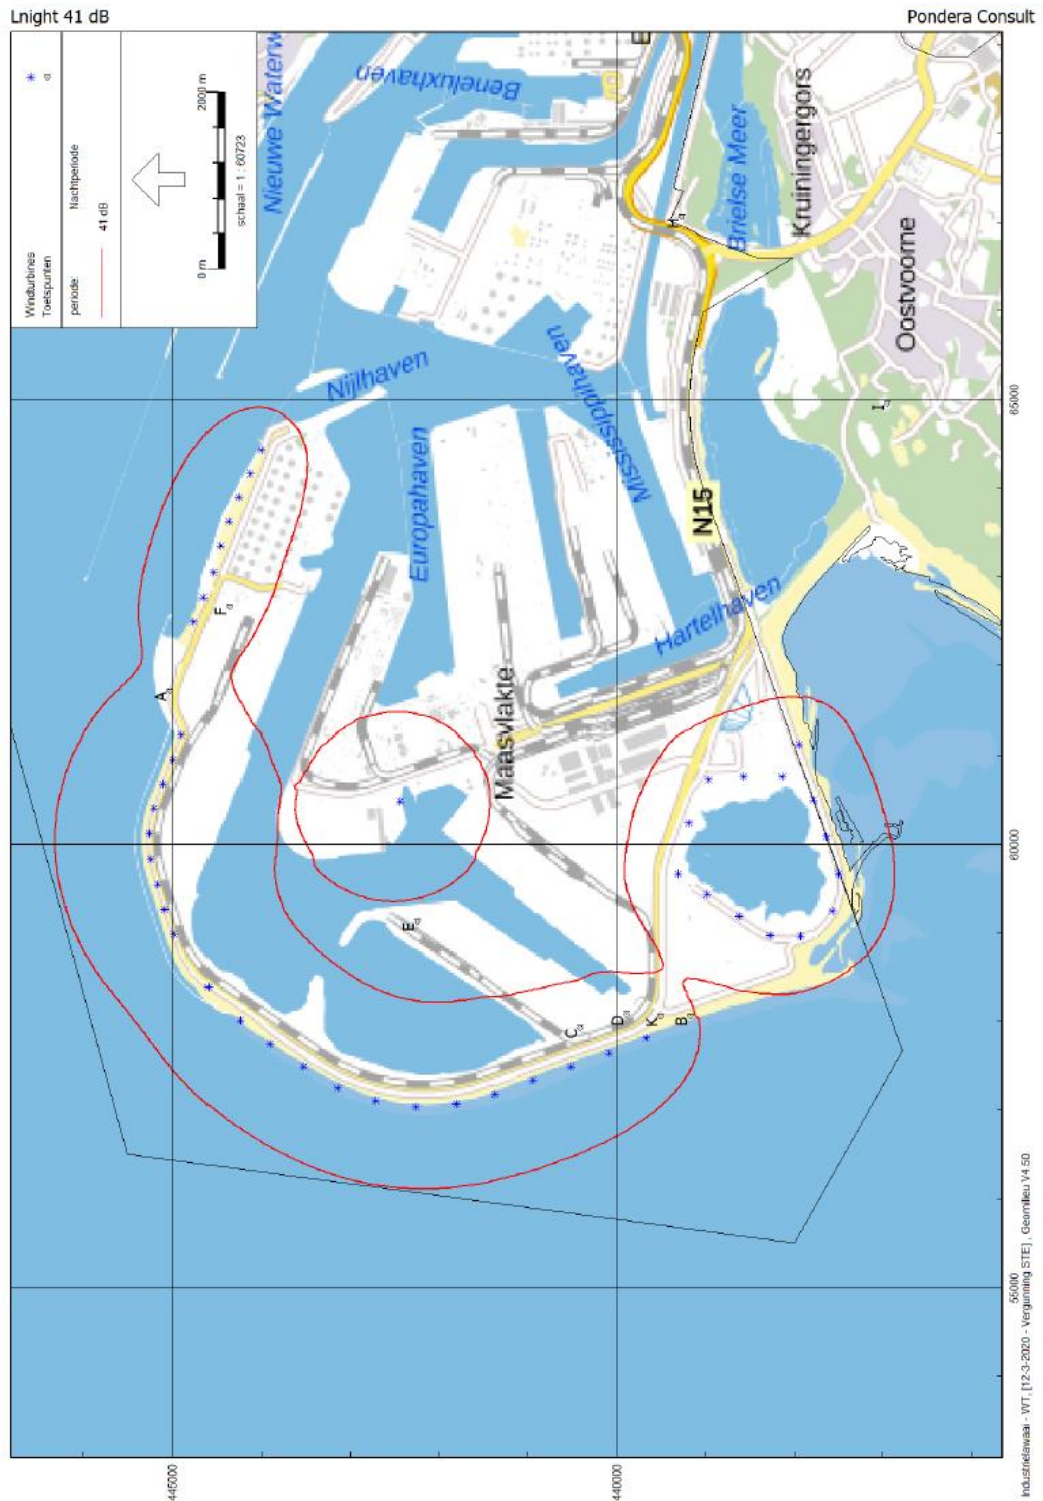 Lnight 41 dB
Pondera Consult
Windturbines
Toetspunten
periode: Nachtperiode
41 dB
0 m 2000 m
schaal = 1 : 60723
Nieuwe Waterw
Beneluxhaven
Brielse Meer
Kruiningergors
Oostvoorne
Nijlhaven
Europahaven
Mississippihaven
N15
Hartelhaven
Maasvlakte
A
F
E
C
D
K
B
H
I
65000
60000
55000
445000
440000
Industrielawaai - WT, [12-3-2020 - Vergunning STE] , Geomilieu V4.50